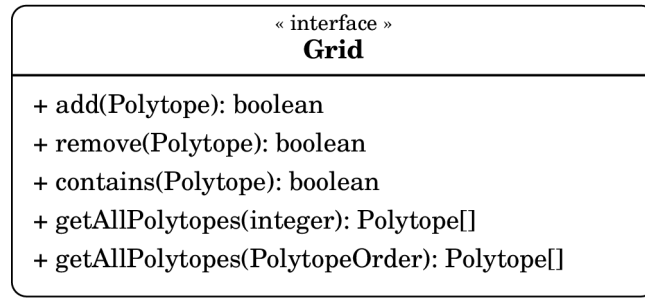 « interface »
Grid
+ add(Polytope): boolean
+ remove(Polytope): boolean
+ contains(Polytope): boolean
+ getAllPolytopes(integer): Polytope[]
+ getAllPolytopes(PolytopeOrder): Polytope[]